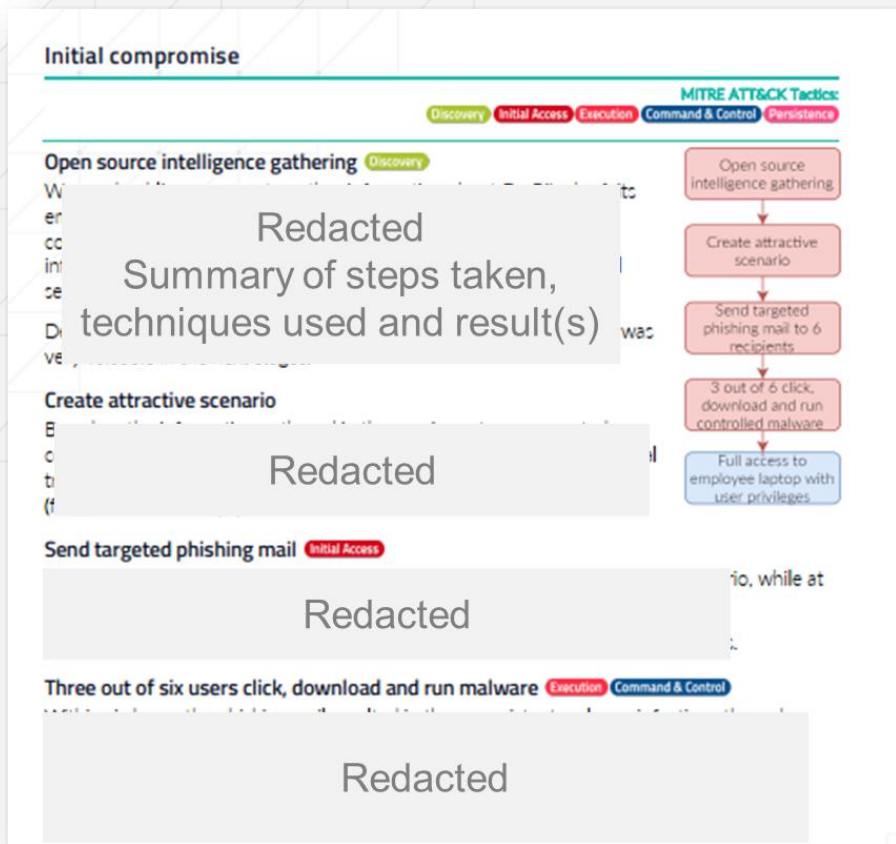 Initial compromise
MITRE ATT&CK Tactics:
Discovery Initial Access Execution Command & Control Persistence
Open source intelligence gathering Discovery
Redacted
Summary of steps taken,
techniques used and result(s)
was
Create attractive scenario
Redacted
Send targeted phishing mail Initial Access
rio, while at
Redacted
Three out of six users click, download and run malware Execution Command & Control
Redacted
Open source
intelligence gathering
Create attractive
scenario
Send targeted
phishing mail to 6
recipients
3 out of 6 click,
download and run
controlled malware
Full access to
employee laptop with
user privileges